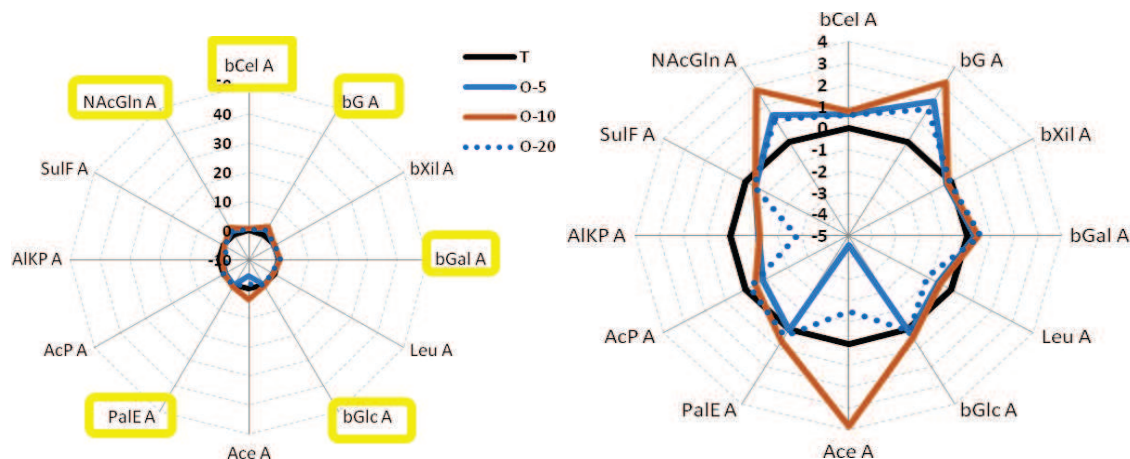 bCel A
bG A
bXil A
bGal A
Leu A
bGlc A
Ace A
PalE A
AcP A
AlKP A
SulF A
NAcGln A
40
30
20
10
0
-10
T
O-5
O-10
O-20
bCel A
bG A
bXil A
bGal A
Leu A
bGlc A
Ace A
PalE A
AcP A
AlKP A
SulF A
NAcGln A
4
3
2
1
0
-1
-2
-3
-4
-5